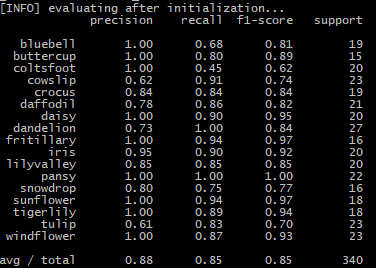 [INFO] evaluating after initialization...
precision recall f1-score support
bluebell 1.00 0.68 0.81 19
buttercup 1.00 0.80 0.89 15
coltsfoot 1.00 0.45 0.62 20
cowslip 0.62 0.91 0.74 23
crocus 0.84 0.84 0.84 19
daffodil 0.78 0.86 0.82 21
daisy 1.00 0.90 0.95 20
dandelion 0.73 1.00 0.84 27
fritillary 1.00 0.94 0.97 16
iris 0.95 0.90 0.92 20
lilyvalley 0.85 0.85 0.85 20
pansy 1.00 1.00 1.00 22
snowdrop 0.80 0.75 0.77 16
sunflower 1.00 0.94 0.97 18
tigerlily 1.00 0.89 0.94 18
tulip 0.61 0.83 0.70 23
windflower 1.00 0.87 0.93 23
avg / total 0.88 0.85 0.85 340